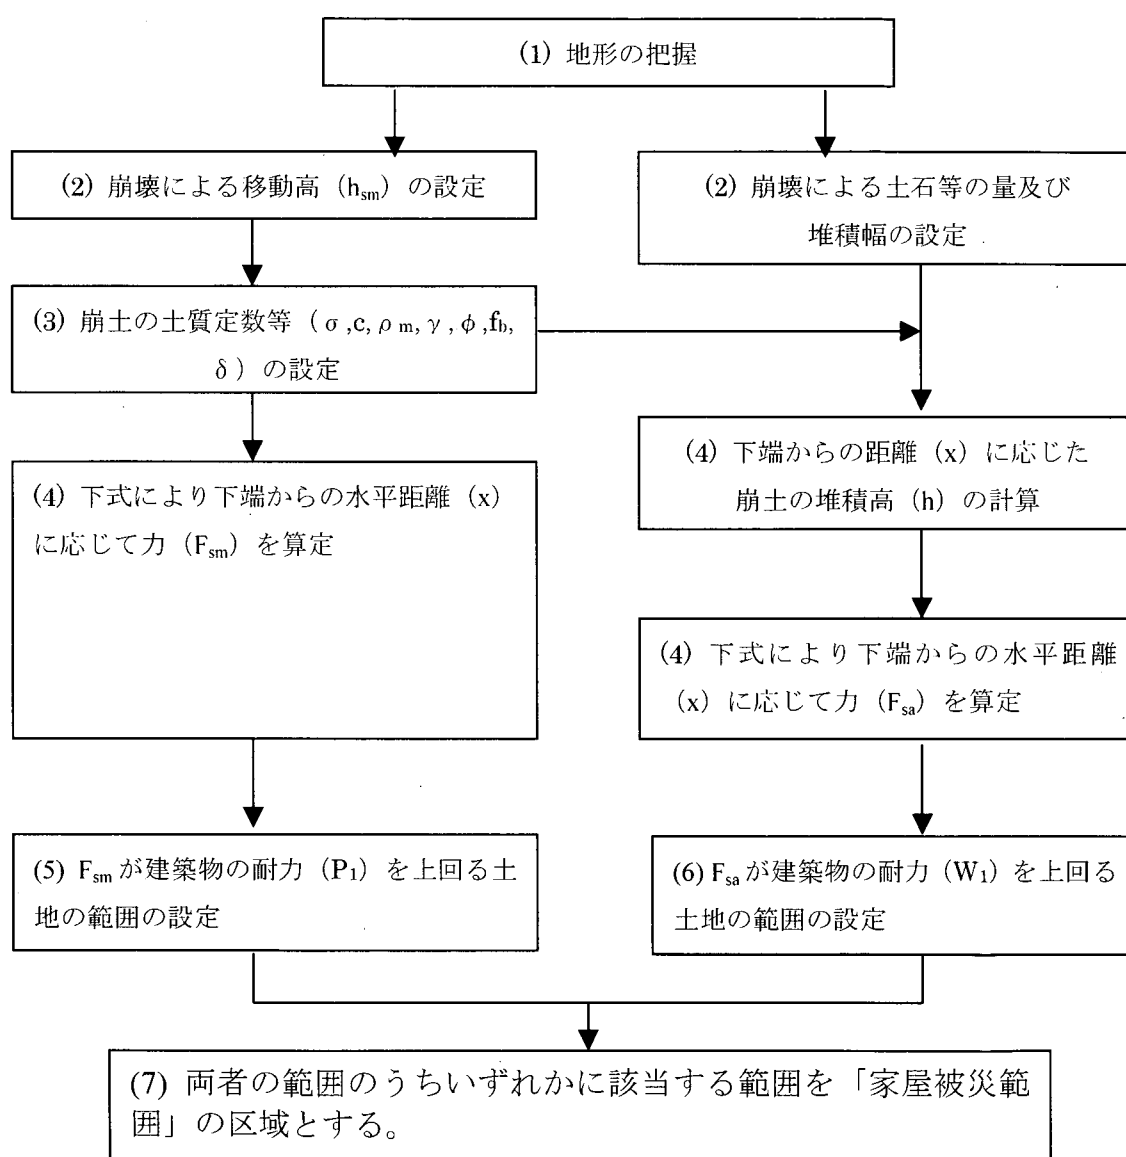 (1) 地形の把握
(2) 崩壊による移動高（hsm）の設定
(2) 崩壊による土石等の量及び
堆積幅の設定
(3) 崩土の土質定数等（σ,c,ρm,γ,φ,fb,
δ）の設定
(4) 下端からの距離（x）に応じた
崩土の堆積高（h）の計算
(4) 下式により下端からの水平距離（x）
に応じて力（Fsm）を算定
(4) 下式により下端からの水平距離
（x）に応じて力（Fsa）を算定
(5) Fsmが建築物の耐力（P1）を上回る土
地の範囲の設定
(6) Fsaが建築物の耐力（W1）を上回る
土地の範囲の設定
(7) 両者の範囲のうちいずれかに該当する範囲を「家屋被災範
囲」の区域とする。